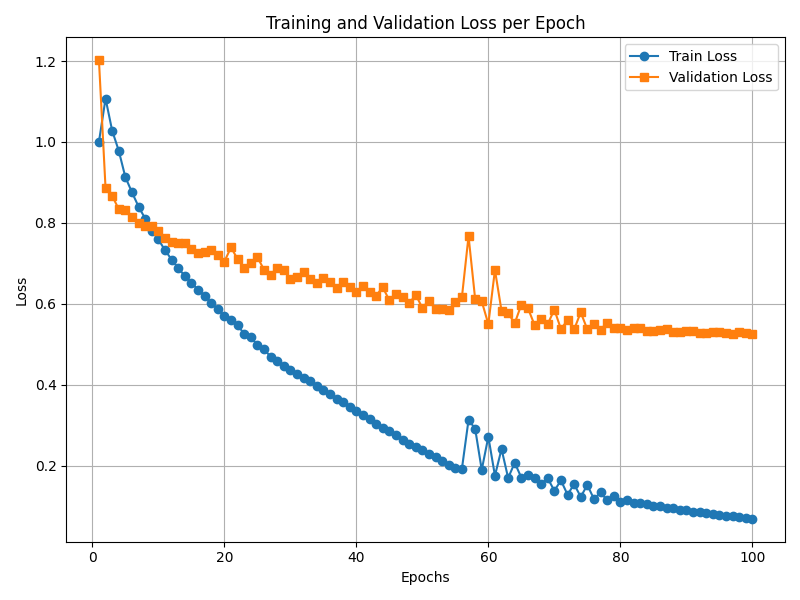 Training and Validation Loss per Epoch
Train Loss
Validation Loss
1.2
1.0
0.8
0.6
0.4
0.2
Loss
0 20 40 60 80 100
Epochs